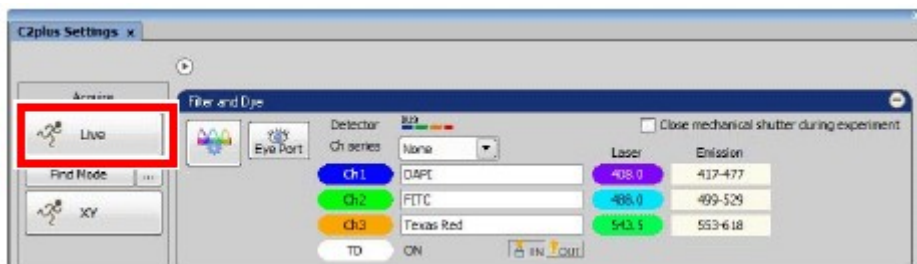 C2plus Settings x
Acquire
Live
Find Mode ...
XY
Filter and Dye
Eye Port
Detector
Close mechanical shutter during experiment
Ch series None
Laser Emission
Ch1 DAPI 408.0 417-477
Ch2 FITC 488.0 499-529
Ch3 Texas Red 543.5 553-618
TD ON IN OUT